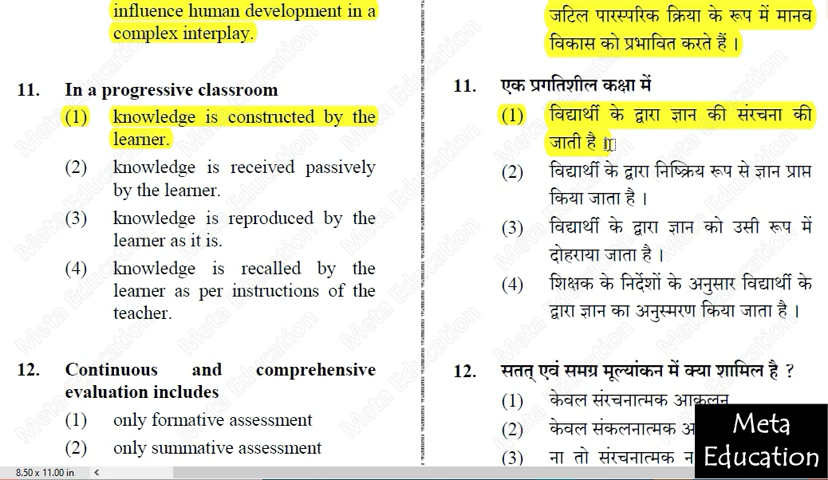 influence human development in a
complex interplay.
11. In a progressive classroom
(1) knowledge is constructed by the
learner.
(2) knowledge is received passively
by the learner.
(3) knowledge is reproduced by the
learner as it is.
(4) knowledge is recalled by the
learner as per instructions of the
teacher.
12. Continuous and comprehensive
evaluation includes
(1) only formative assessment
(2) only summative assessment
जटिल पारस्परिक क्रिया के रूप में मानव
विकास को प्रभावित करते हैं ।
11. एक प्रगतिशील कक्षा में
(1) विद्यार्थी के द्वारा ज्ञान की संरचना की
जाती है ।
(2) विद्यार्थी के द्वारा निष्क्रिय रूप से ज्ञान प्राप्त
किया जाता है ।
(3) विद्यार्थी के द्वारा ज्ञान को उसी रूप में
दोहराया जाता है ।
(4) शिक्षक के निर्देशों के अनुसार विद्यार्थी के
द्वारा ज्ञान का अनुस्मरण किया जाता है ।
12. सतत् एवं समग्र मूल्यांकन में क्या शामिल है ?
(1) केवल संरचनात्मक आकलन
(2) केवल संकलनात्मक
(3) ना तो संरचनात्मक
Meta
Education
8.50 x 11.00 in